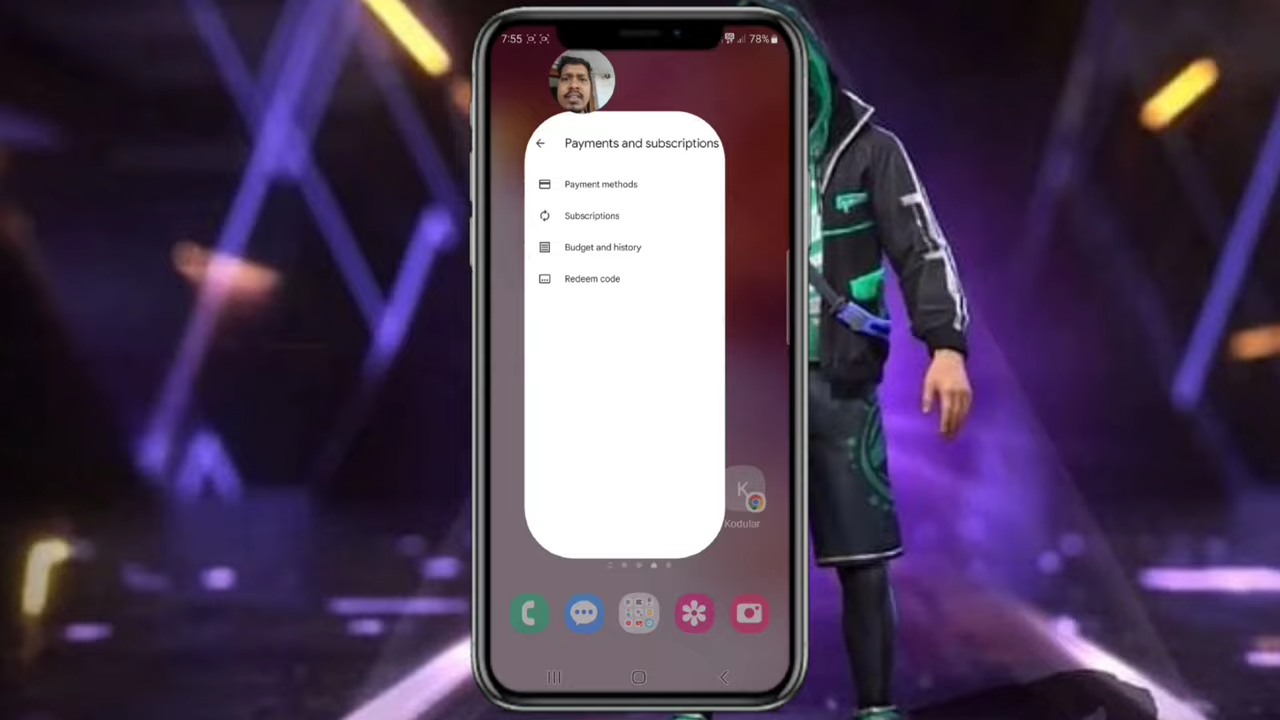 7:55
78%
Payments and subscriptions
Payment methods
Subscriptions
Budget and history
Redeem code
K
Kodular